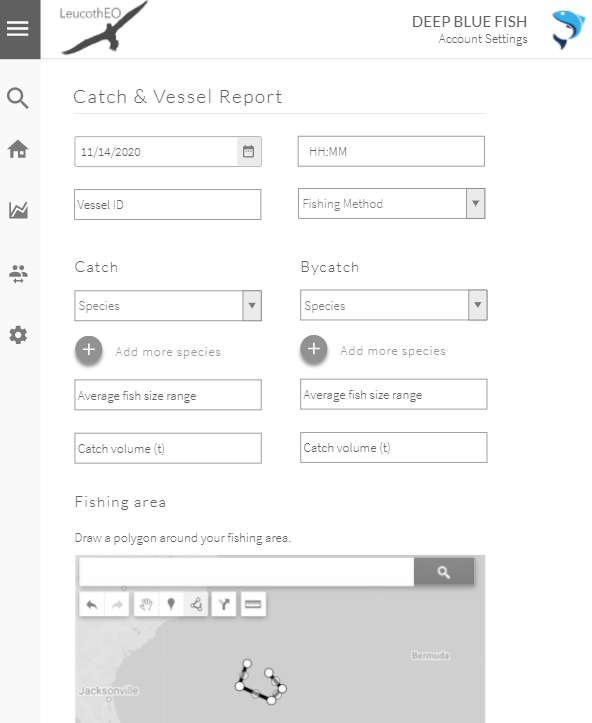 LeucothEO
DEEP BLUE FISH
Account Settings
Catch & Vessel Report
11/14/2020
HH:MM
Vessel ID
Fishing Method
Catch
Bycatch
Species
Species
Add more species
Add more species
Average fish size range
Average fish size range
Catch volume (t)
Catch volume (t)
Fishing area
Draw a polygon around your fishing area.
Bermuda
Jacksonville